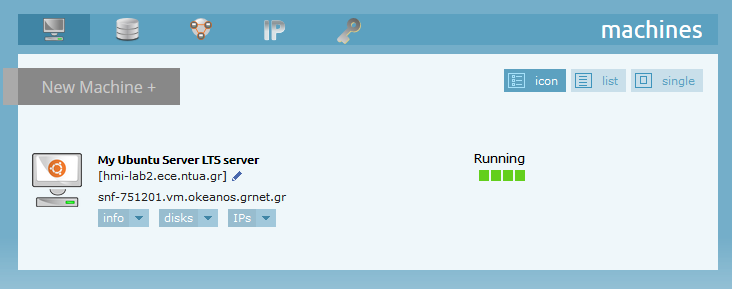 IP
machines
New Machine +
icon list single
My Ubuntu Server LTS server
Running
[hmi-lab2.ece.ntua.gr]
snf-751201.vm.okeanos.grnet.gr
info disks IPs